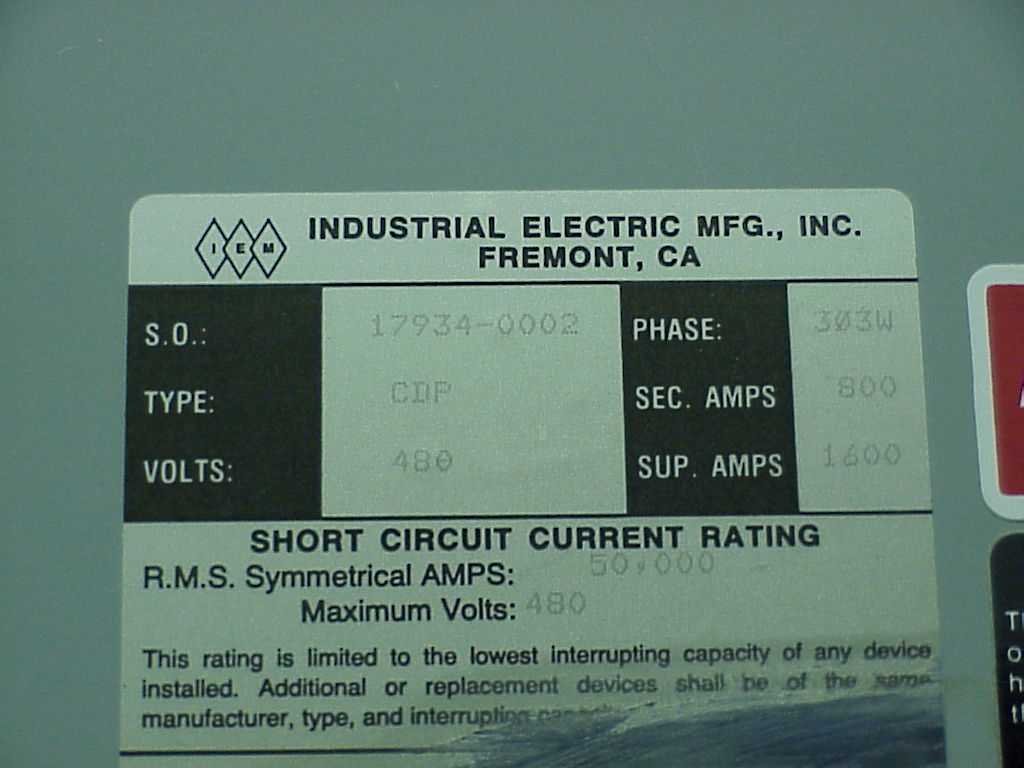 I E M
INDUSTRIAL ELECTRIC MFG., INC.
FREMONT, CA
S.O.: 17934-0002 PHASE: 3Ø3W
TYPE: CDP SEC. AMPS 800
VOLTS: 480 SUP. AMPS 1600
SHORT CIRCUIT CURRENT RATING
R.M.S. Symmetrical AMPS: 50,000
Maximum Volts: 480
This rating is limited to the lowest interrupting capacity of any device
installed. Additional or replacement devices shall be of the same
manufacturer, type, and interrupting